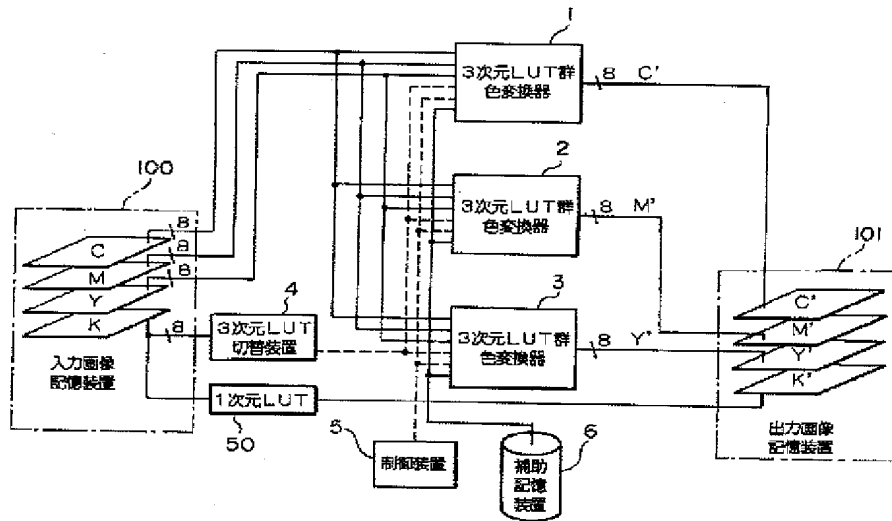 1
3次元LUT群
色変換器
8 C'
2
3次元LUT群
色変換器
8 M'
3
3次元LUT群
色変換器
8 Y'
100
8
8
8
C
M
Y
K
8
入力画像
記憶装置
4
3次元LUT
切替装置
1次元LUT
50
5
制御装置
6
補助
記憶
装置
101
C'
M'
Y'
K'
出力画像
記憶装置